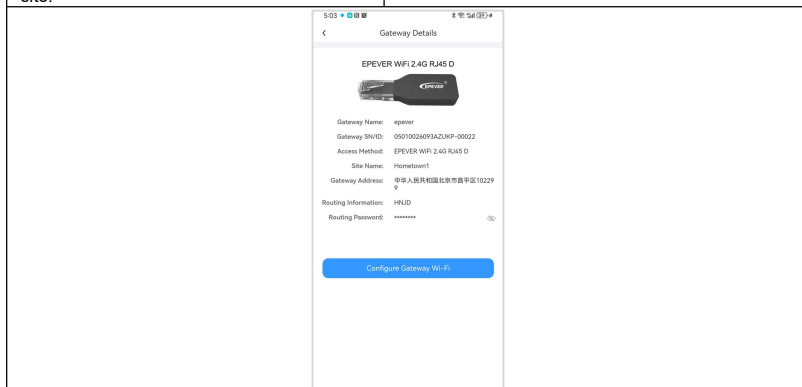 site.
5:03
Gateway Details
EPEVER WiFi 2.4G RJ45 D
EPEVER
Gateway Name: epever
Gateway SN/ID: 05010026093AZUKP-00022
Access Method: EPEVER WiFi 2.4G RJ45 D
Site Name: Hometown1
Gateway Address: 中华人民共和国北京市昌平区10229
9
Routing Information: HNJD
Routing Password: ********
Configure Gateway Wi-Fi